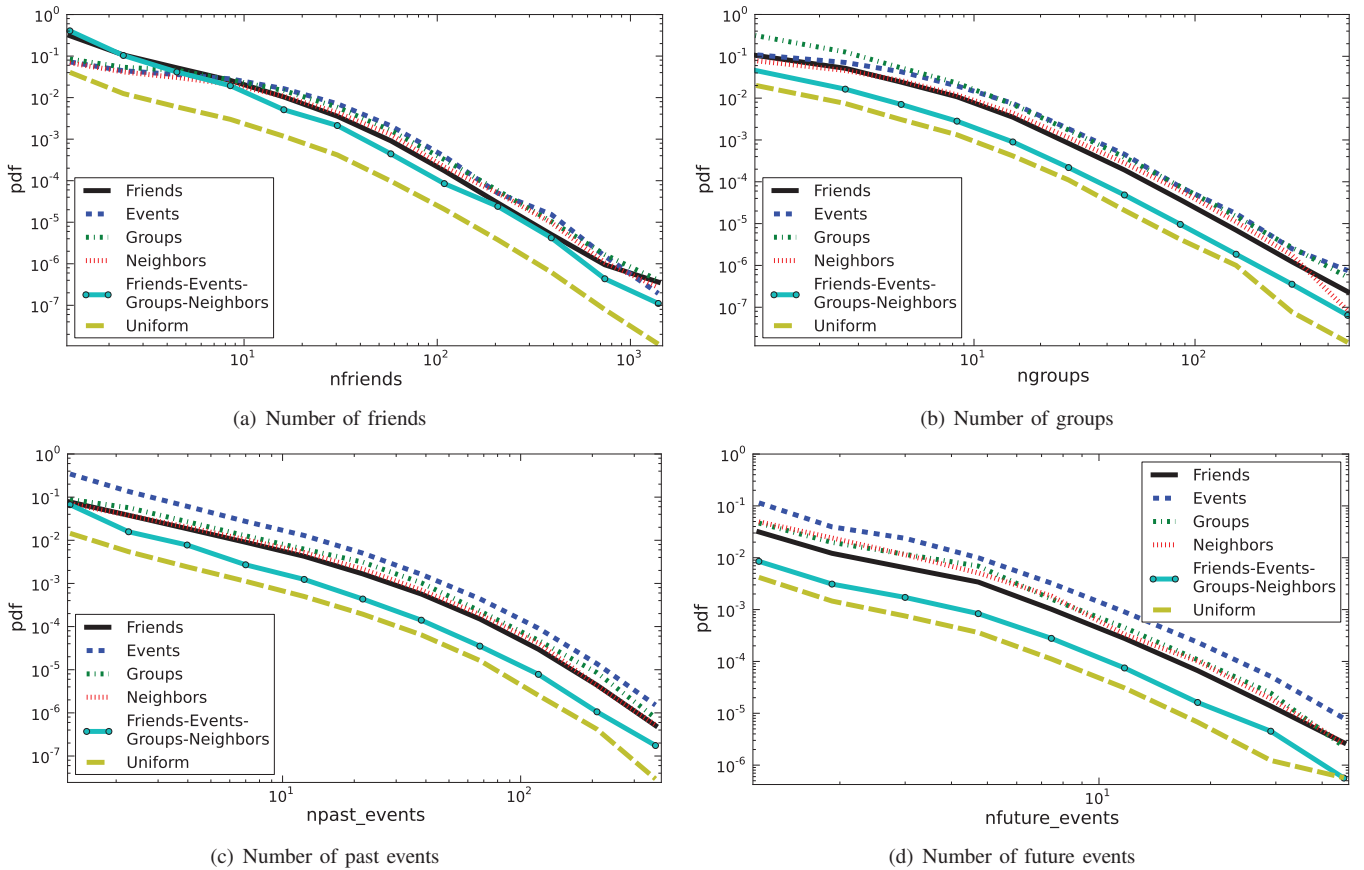 10^0
10^-1
10^-2
10^-3
10^-4
10^-5
10^-6
10^-7
pdf
Friends
Events
Groups
Neighbors
Friends-Events-
Groups-Neighbors
Uniform
10^1
10^2
10^3
nfriends
(a) Number of friends
10^0
10^-1
10^-2
10^-3
10^-4
10^-5
10^-6
10^-7
pdf
Friends
Events
Groups
Neighbors
Friends-Events-
Groups-Neighbors
Uniform
10^1
10^2
ngroups
(b) Number of groups
10^0
10^-1
10^-2
10^-3
10^-4
10^-5
10^-6
10^-7
pdf
Friends
Events
Groups
Neighbors
Friends-Events-
Groups-Neighbors
Uniform
10^1
10^2
npast_events
(c) Number of past events
10^0
10^-1
10^-2
10^-3
10^-4
10^-5
10^-6
pdf
Friends
Events
Groups
Neighbors
Friends-Events-
Groups-Neighbors
Uniform
10^1
nfuture_events
(d) Number of future events